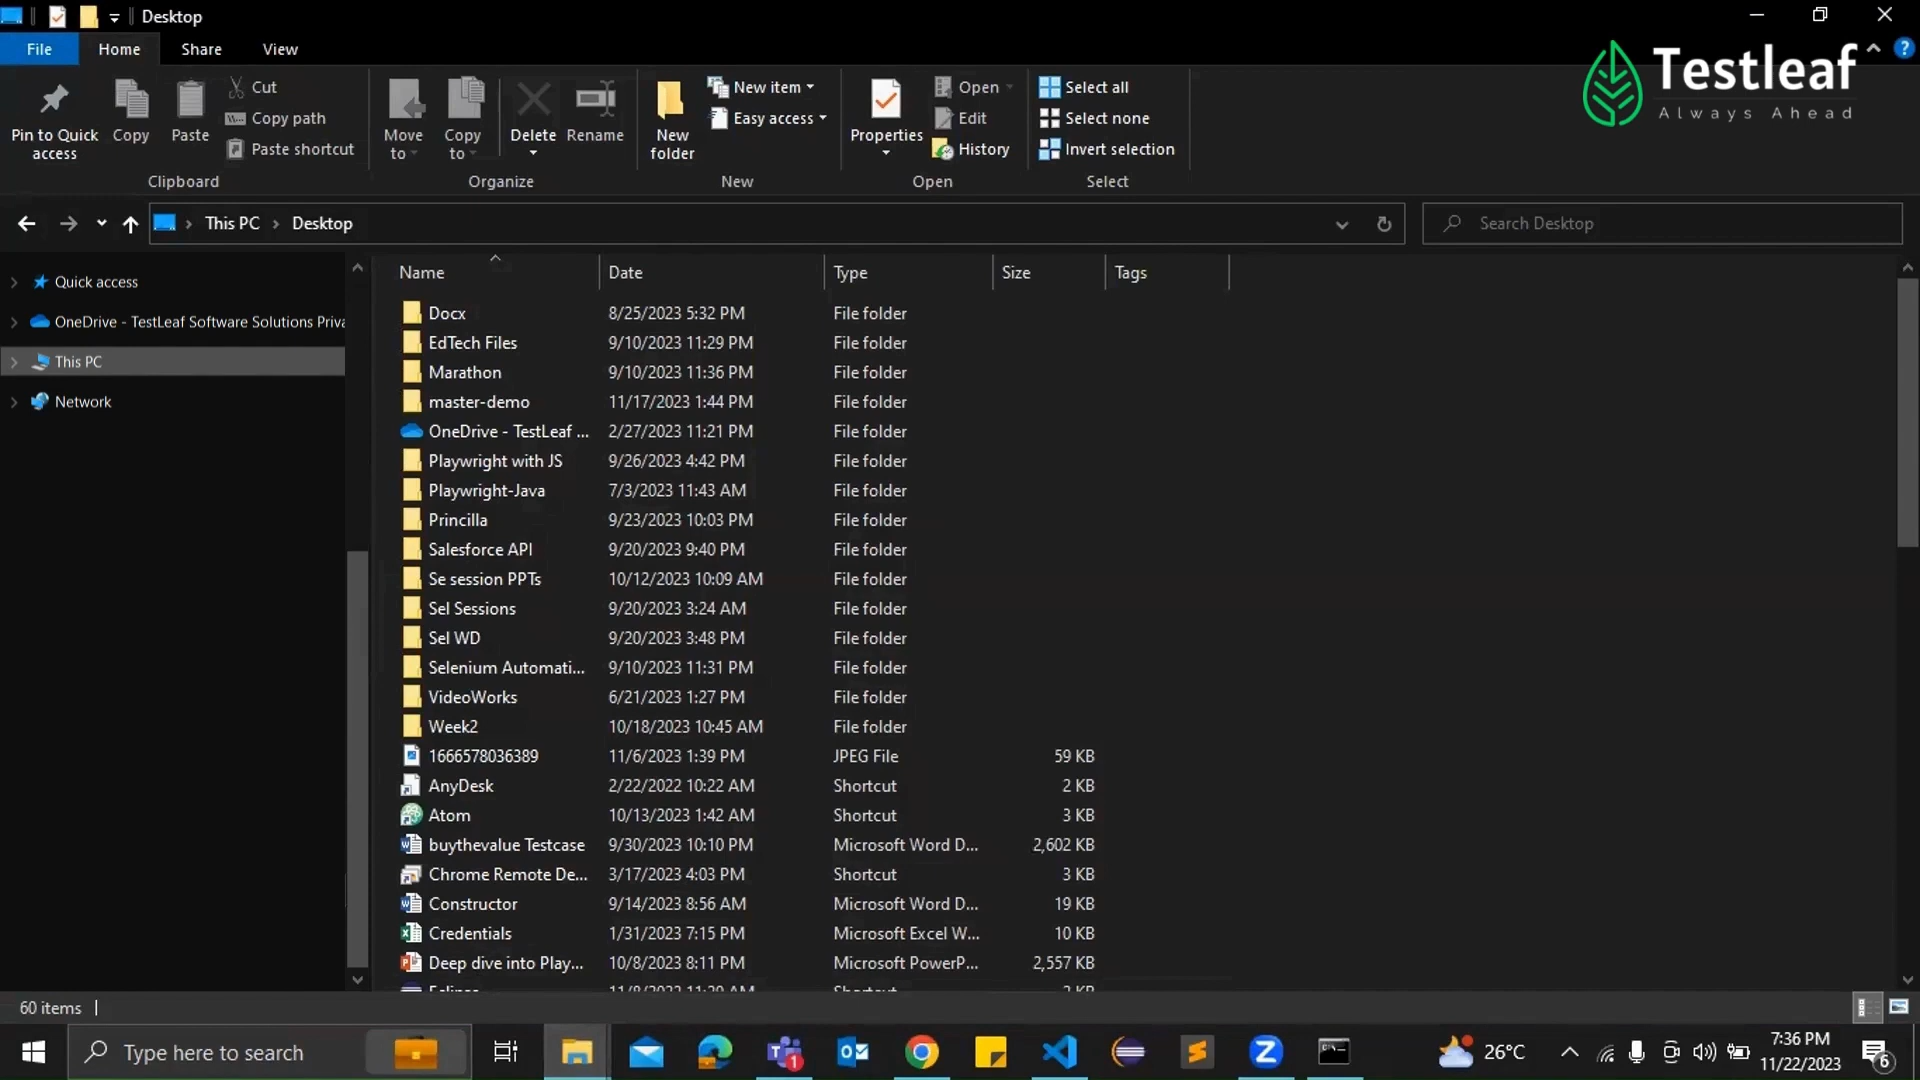 Desktop
File Home Share View
Testleaf
Always Ahead
Pin to Quick access
Copy
Paste
Cut
Copy path
Paste shortcut
Clipboard
Move to
Copy to
Delete
Rename
Organize
New folder
New item
Easy access
New
Properties
Open
Edit
History
Open
Select all
Select none
Invert selection
Select
This PC Desktop
Search Desktop
Quick access
OneDrive - TestLeaf Software Solutions Priva
This PC
Network
Name Date Type Size Tags
Docx 8/25/2023 5:32 PM File folder
EdTech Files 9/10/2023 11:29 PM File folder
Marathon 9/10/2023 11:36 PM File folder
master-demo 11/17/2023 1:44 PM File folder
OneDrive - TestLeaf ... 2/27/2023 11:21 PM File folder
Playwright with JS 9/26/2023 4:42 PM File folder
Playwright-Java 7/3/2023 11:43 AM File folder
Princilla 9/23/2023 10:03 PM File folder
Salesforce API 9/20/2023 9:40 PM File folder
Se session PPTs 10/12/2023 10:09 AM File folder
Sel Sessions 9/20/2023 3:24 AM File folder
Sel WD 9/20/2023 3:48 PM File folder
Selenium Automati... 9/10/2023 11:31 PM File folder
VideoWorks 6/21/2023 1:27 PM File folder
Week2 10/18/2023 10:45 AM File folder
1666578036389 11/6/2023 1:39 PM JPEG File 59 KB
AnyDesk 2/22/2022 10:22 AM Shortcut 2 KB
Atom 10/13/2023 1:42 AM Shortcut 3 KB
buythevalue Testcase 9/30/2023 10:10 PM Microsoft Word D... 2,602 KB
Chrome Remote De... 3/17/2023 4:03 PM Shortcut 3 KB
Constructor 9/14/2023 8:56 AM Microsoft Word D... 19 KB
Credentials 1/31/2023 7:15 PM Microsoft Excel W... 10 KB
Deep dive into Play... 10/8/2023 8:11 PM Microsoft PowerP... 2,557 KB
60 items
Type here to search
1
26°C
7:36 PM
11/22/2023
6